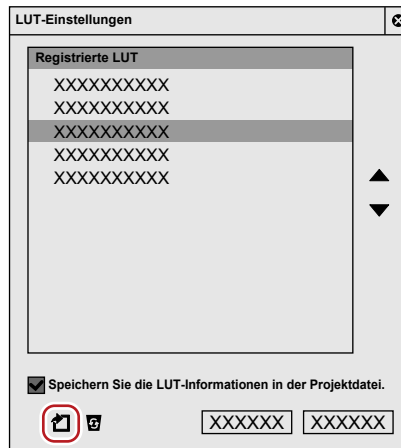 LUT-Einstellungen
Registrierte LUT
XXXXXXXXXX
XXXXXXXXXX
XXXXXXXXXX
XXXXXXXXXX
XXXXXXXXXX
Speichern Sie die LUT-Informationen in der Projektdatei.
XXXXXX XXXXXX